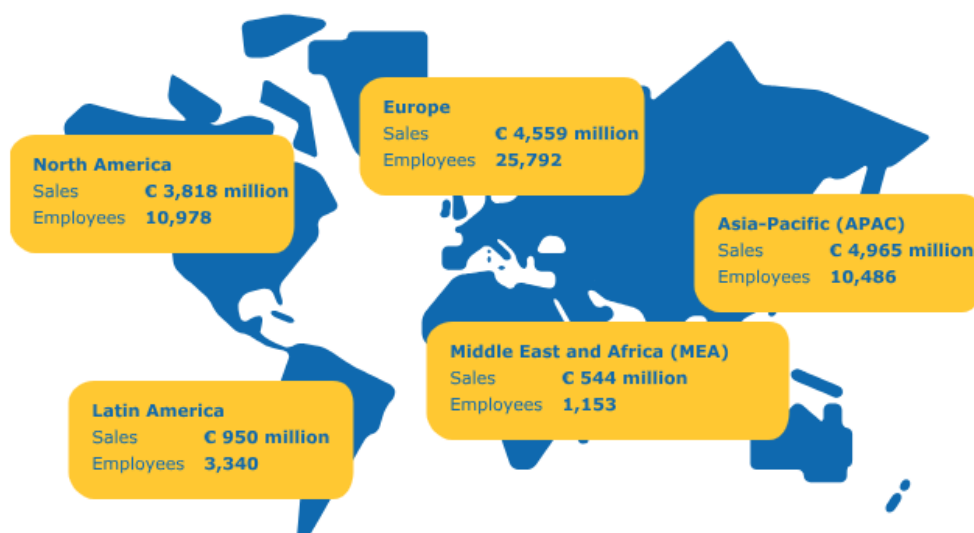 Europe
Sales € 4,559 million
Employees 25,792
North America
Sales € 3,818 million
Employees 10,978
Asia-Pacific (APAC)
Sales € 4,965 million
Employees 10,486
Middle East and Africa (MEA)
Sales € 544 million
Employees 1,153
Latin America
Sales € 950 million
Employees 3,340